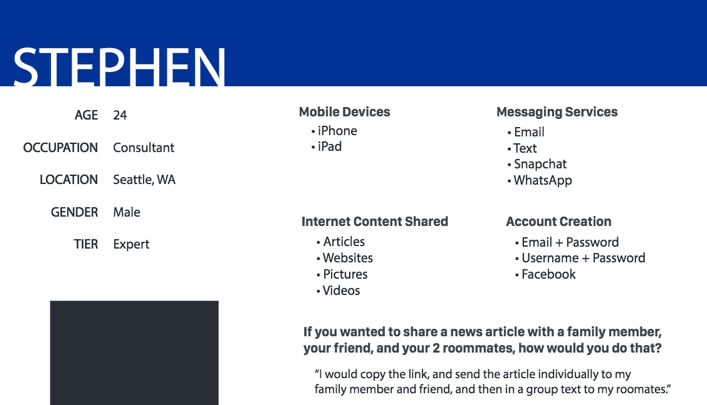 STEPHEN
AGE 24
OCCUPATION Consultant
LOCATION Seattle, WA
GENDER Male
TIER Expert
Mobile Devices
• iPhone
• iPad
Messaging Services
• Email
• Text
• Snapchat
• WhatsApp
Internet Content Shared
• Articles
• Websites
• Pictures
• Videos
Account Creation
• Email + Password
• Username + Password
• Facebook
If you wanted to share a news article with a family member,
your friend, and your 2 roommates, how would you do that?
“I would copy the link, and send the article individually to my
family member and friend, and then in a group text to my roomates.”